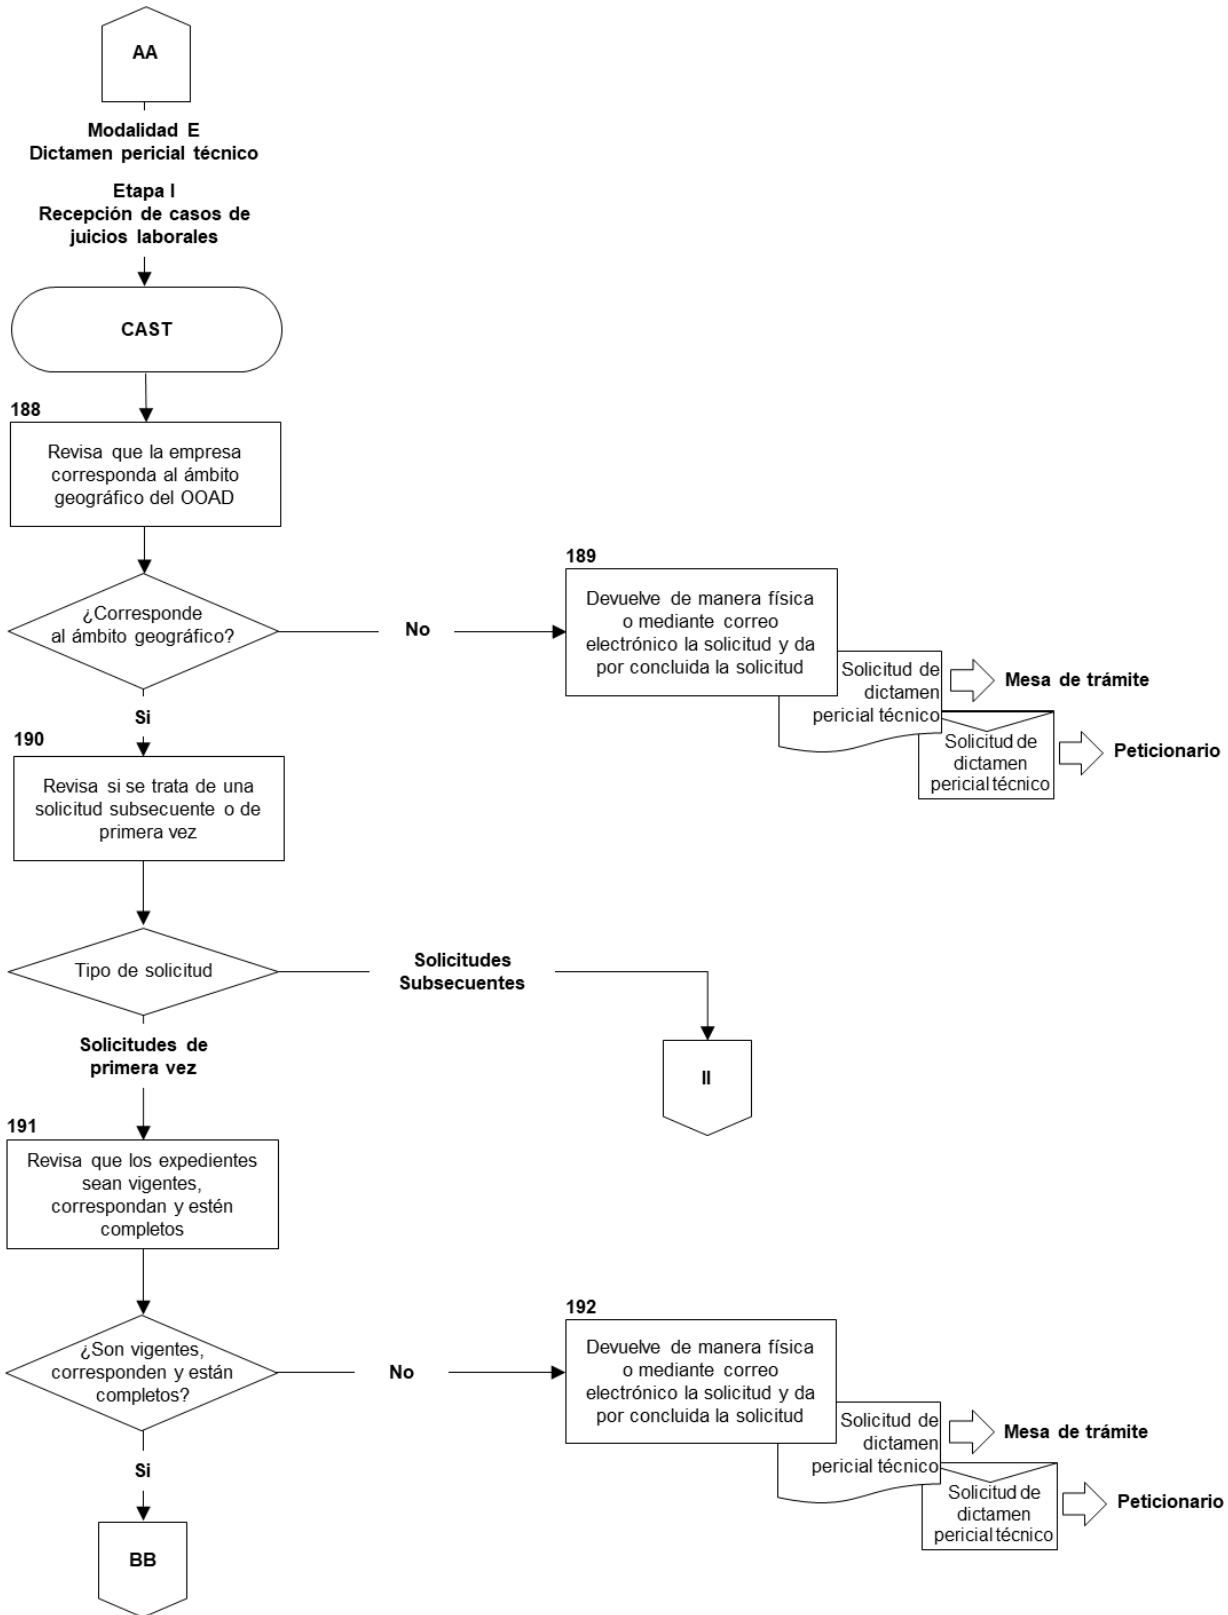 AA
Modalidad E
Dictamen pericial técnico
Etapa I
Recepción de casos de
juicios laborales
CAST
188
Revisa que la empresa
corresponda al ámbito
geográfico del OOAD
¿Corresponde
al ámbito geográfico?
No
189
Devuelve de manera física
o mediante correo
electrónico la solicitud y da
por concluida la solicitud
Solicitud de
dictamen
pericial técnico
Mesa de trámite
Solicitud de
dictamen
pericial técnico
Peticionario
Si
190
Revisa si se trata de una
solicitud subsecuente o de
primera vez
Tipo de solicitud
Solicitudes
Subsecuentes
II
Solicitudes de
primera vez
191
Revisa que los expedientes
sean vigentes,
correspondan y estén
completos
¿Son vigentes,
corresponden y están
completos?
No
192
Devuelve de manera física
o mediante correo
electrónico la solicitud y da
por concluida la solicitud
Solicitud de
dictamen
pericial técnico
Mesa de trámite
Solicitud de
dictamen
pericial técnico
Peticionario
Si
BB